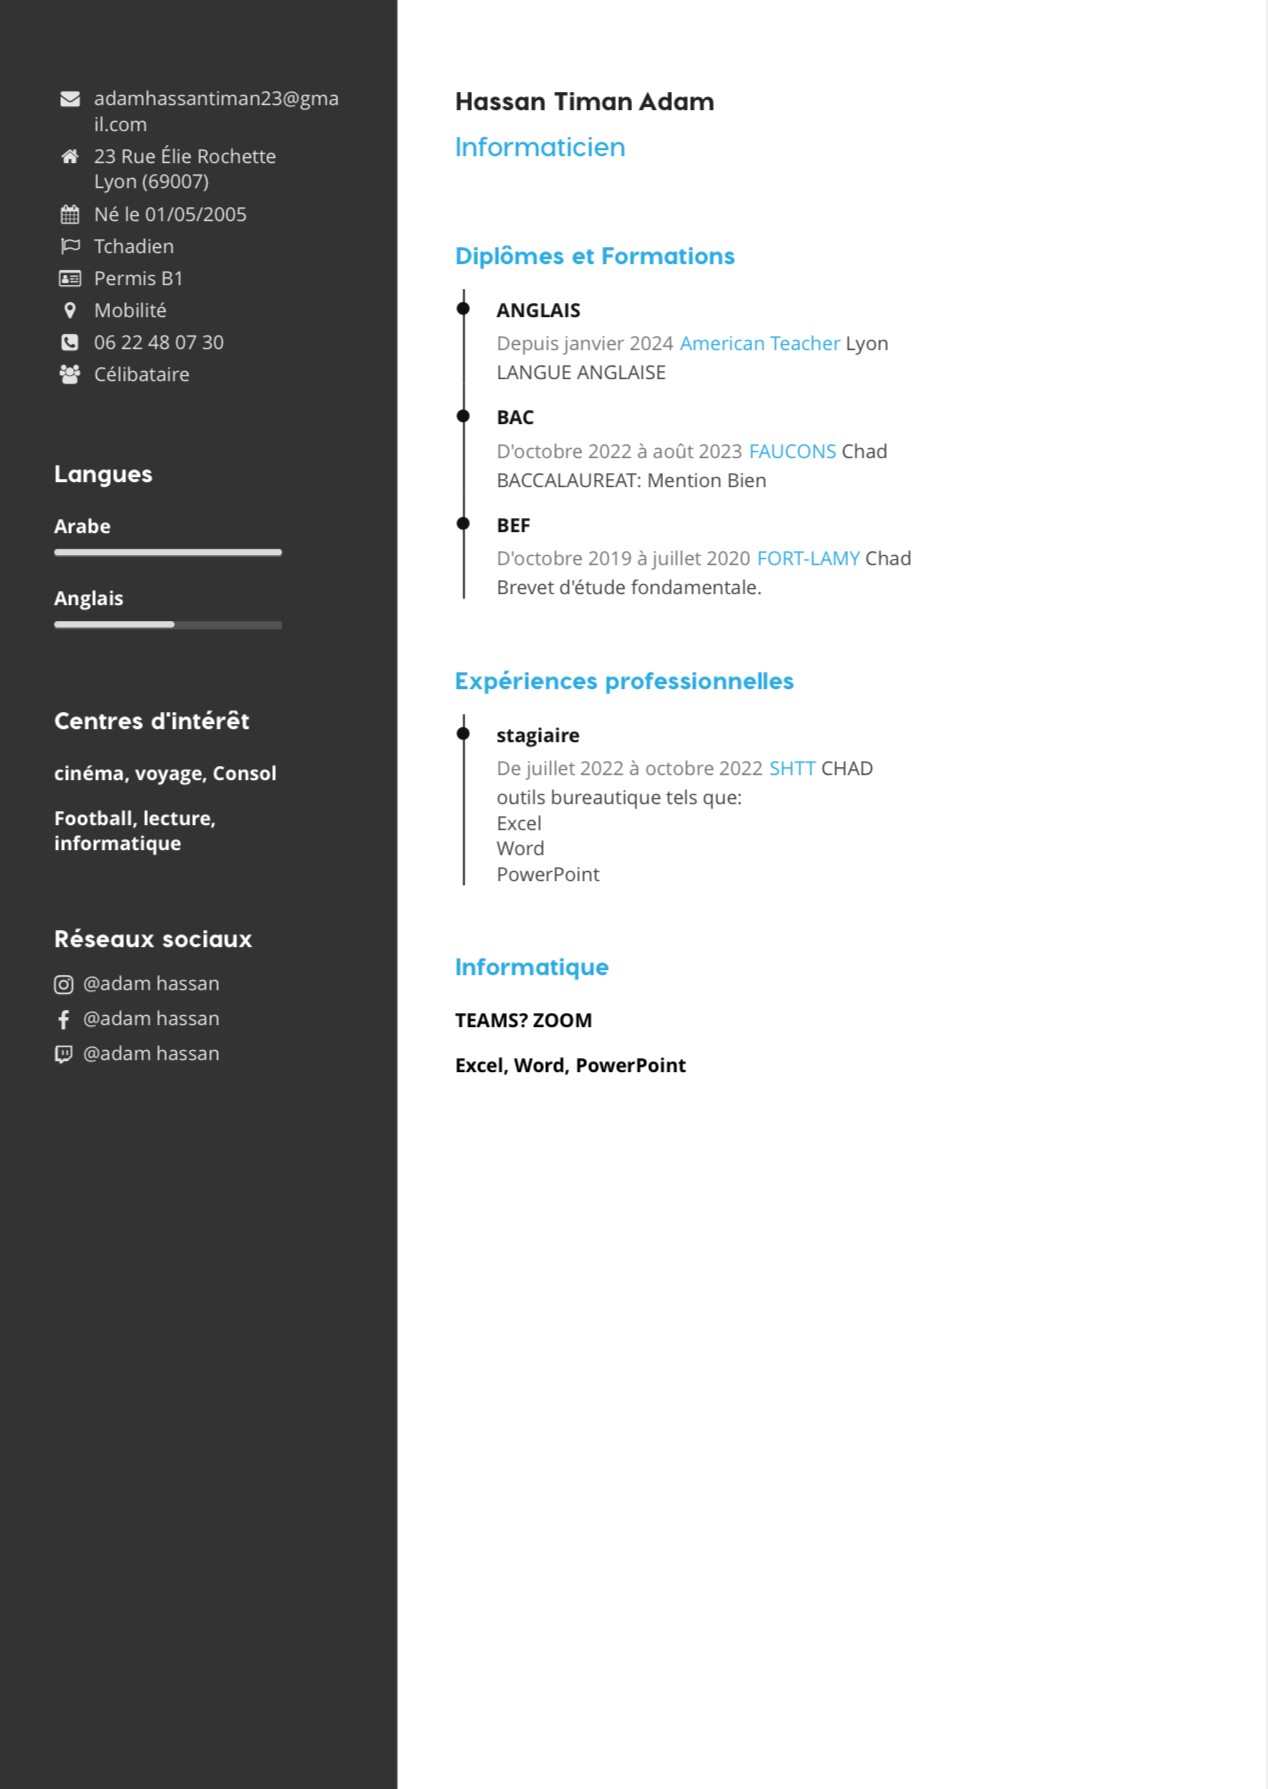 adamhassantiman23@gma
il.com
23 Rue Élie Rochette
Lyon (69007)
Né le 01/05/2005
Tchadien
Permis B1
Mobilité
06 22 48 07 30
Célibataire
Langues
Arabe
Anglais
Centres d'intérêt
cinéma, voyage, Consol
Football, lecture,
informatique
Réseaux sociaux
@adam hassan
@adam hassan
@adam hassan
Hassan Timan Adam
Informaticien
Diplômes et Formations
ANGLAIS
Depuis janvier 2024 American Teacher Lyon
LANGUE ANGLAISE
BAC
D'octobre 2022 à août 2023 FAUCONS Chad
BACCALAUREAT: Mention Bien
BEF
D'octobre 2019 à juillet 2020 FORT-LAMY Chad
Brevet d'étude fondamentale.
Expériences professionnelles
stagiaire
De juillet 2022 à octobre 2022 SHTT CHAD
outils bureautique tels que:
Excel
Word
PowerPoint
Informatique
TEAMS? ZOOM
Excel, Word, PowerPoint